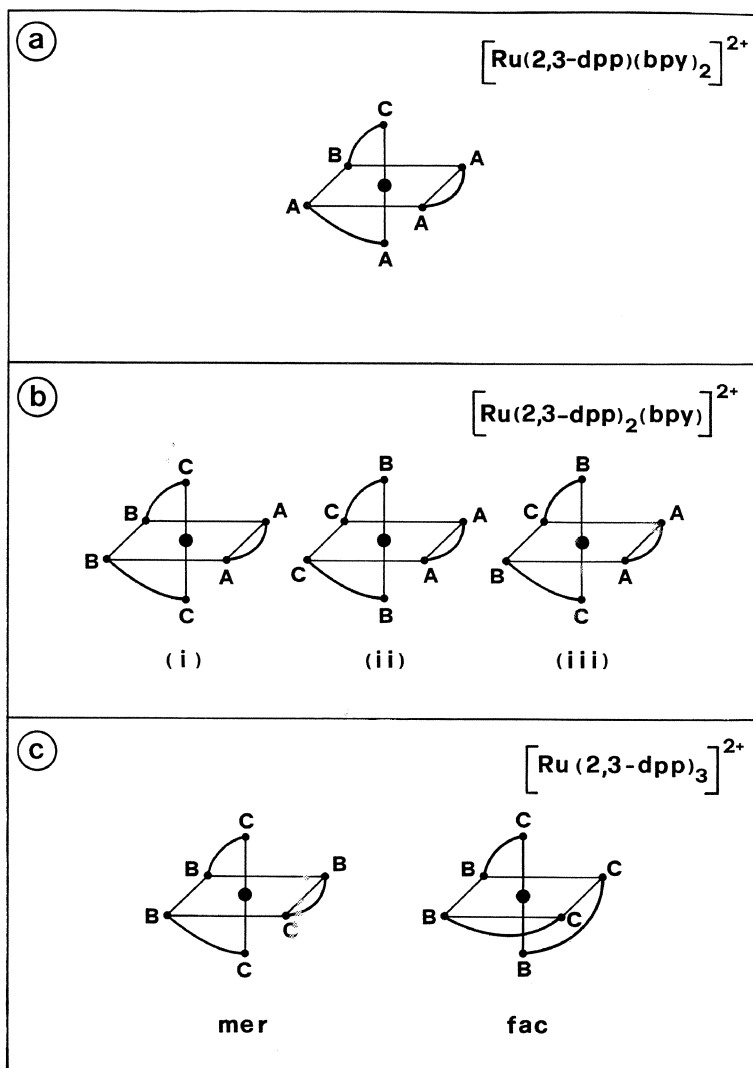 a
[Ru(2,3-dpp)(bpy)2]2+
C
B A
A A
A
b
[Ru(2,3-dpp)2(bpy)]2+
C B B
B A C A C A
B A C A B A
C B C
(i) (ii) (iii)
c
[Ru(2,3-dpp)3]2+
C C
B B B C
B C B C
C B
mer fac